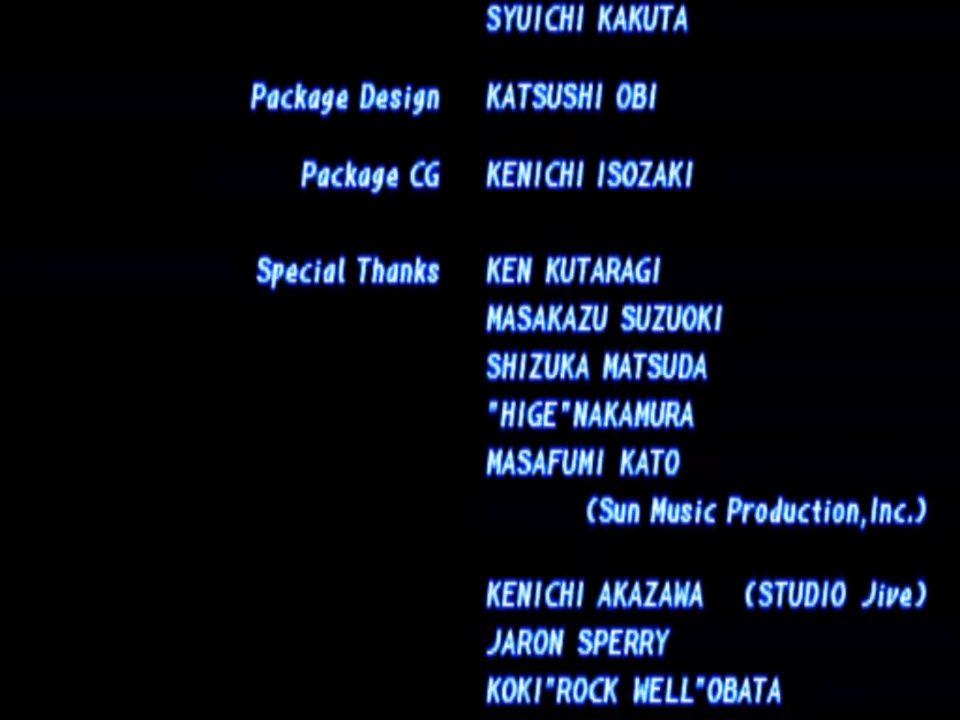 SYUICHI KAKUTA
Package Design KATSUSHI OBI
Package CG KENICHI ISOZAKI
Special Thanks KEN KUTARAGI
MASAKAZU SUZUOKI
SHIZUKA MATSUDA
"HIGE"NAKAMURA
MASAFUMI KATO
(Sun Music Production,Inc.)
KENICHI AKAZAWA (STUDIO Jive)
JARON SPERRY
KOKI"ROCK WELL"OBATA